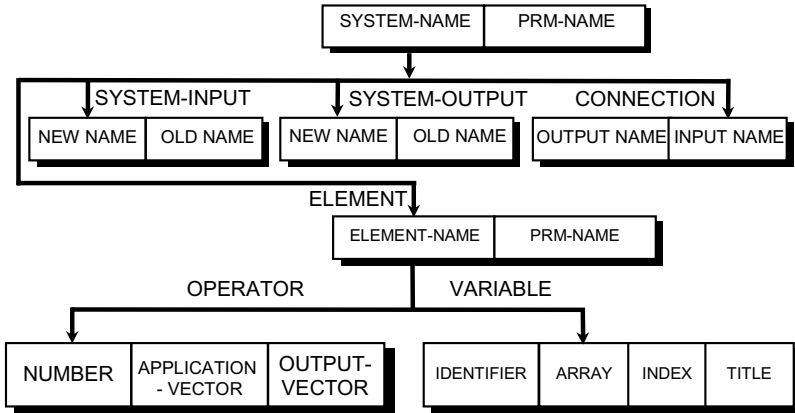 SYSTEM-NAME PRM-NAME
SYSTEM-INPUT SYSTEM-OUTPUT CONNECTION
NEW NAME OLD NAME NEW NAME OLD NAME OUTPUT NAME INPUT NAME
ELEMENT
ELEMENT-NAME PRM-NAME
OPERATOR VARIABLE
NUMBER APPLICATION
- VECTOR OUTPUT-
VECTOR IDENTIFIER ARRAY INDEX TITLE